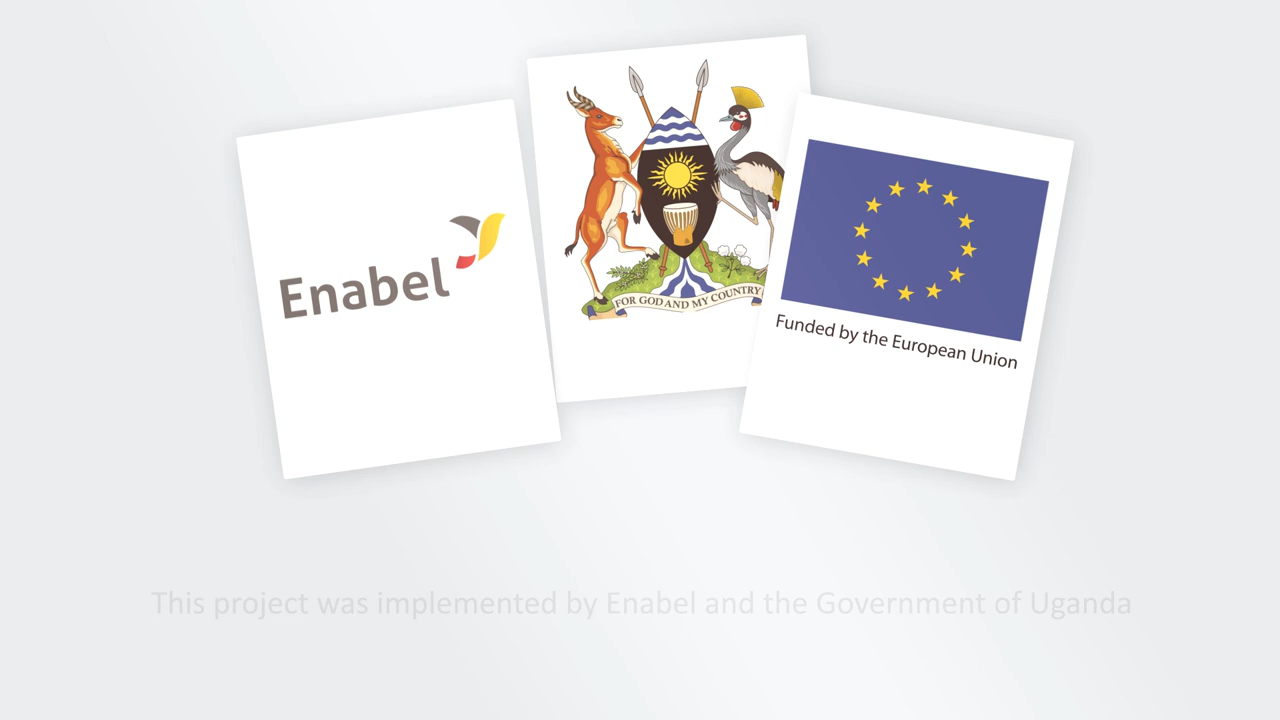 Enabel
FOR GOD AND MY COUNTRY
Funded by the European Union
This project was implemented by Enabel and the Government of Uganda